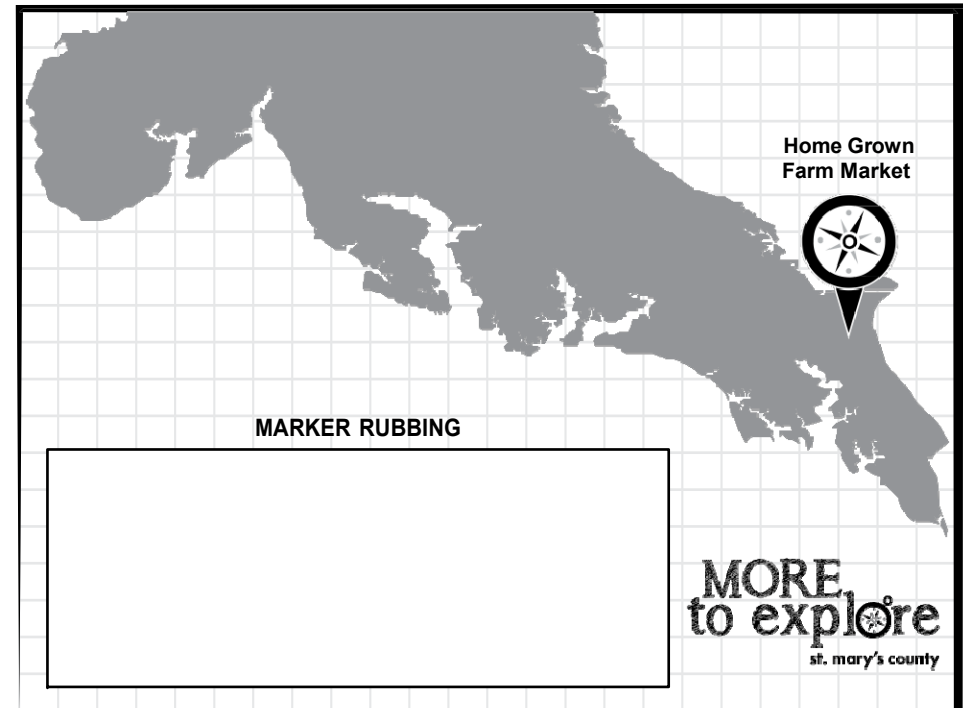 Home Grown
Farm Market
MARKER RUBBING
MORE
to explore
st. mary's county